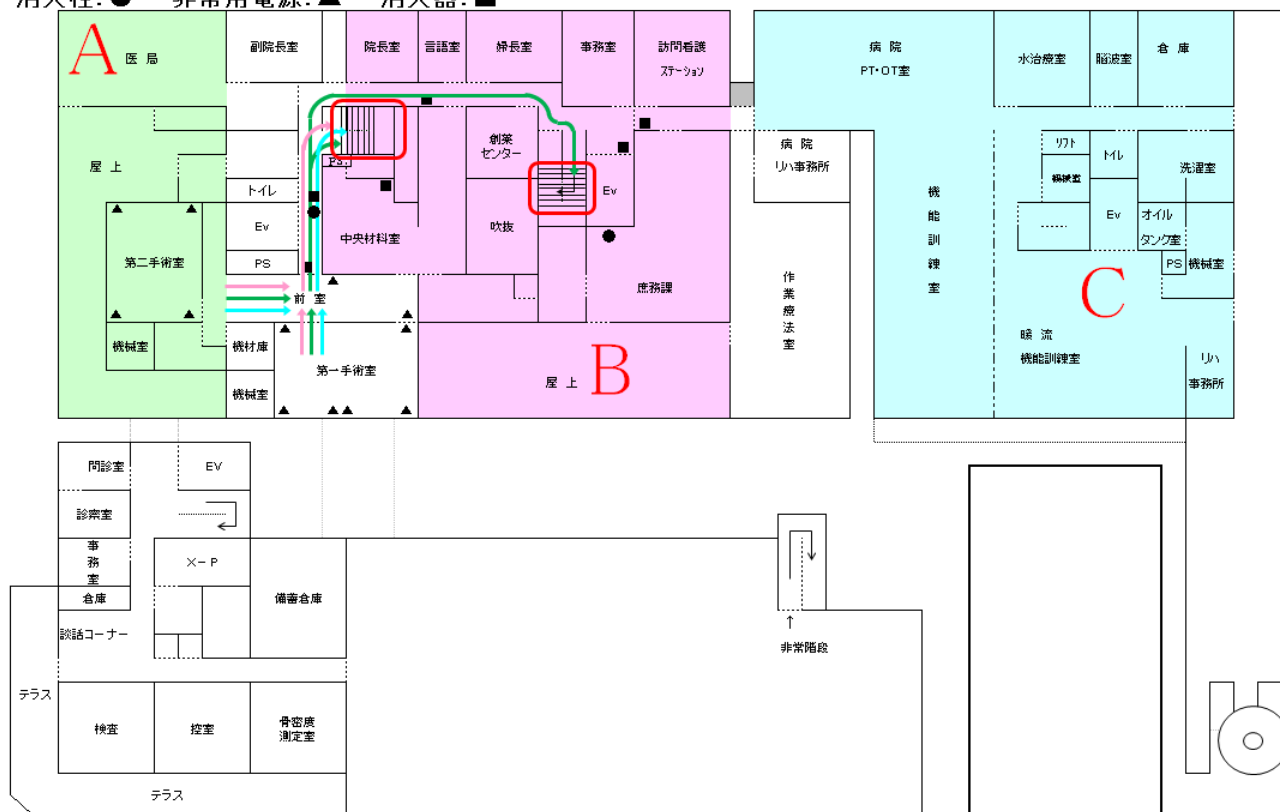 消火栓:● 非常用電源:▲ 消火器:■
A
医局
副院長室
院長室
言語室
婦長室
事務室
訪問看護
ステーション
病院
PT・OT室
水治療室
脳波室
倉庫
屋上
PS
創薬
センター
病院
リハ事務所
リフト
機械室
トイレ
洗濯室
トイレ
Ev
中央材料室
吹抜
Ev
機能訓練室
Ev
オイル
タンク室
第二手術室
PS
PS
機械室
前室
庶務課
作業療法室
C
機械室
機材庫
第一手術室
機械室
屋上
B
暖流
機能訓練室
リハ
事務所
問診室
EV
診察室
事務室
X-P
倉庫
備蓄倉庫
談話コーナー
非常階段
テラス
検査
控室
骨密度
測定室
テラス